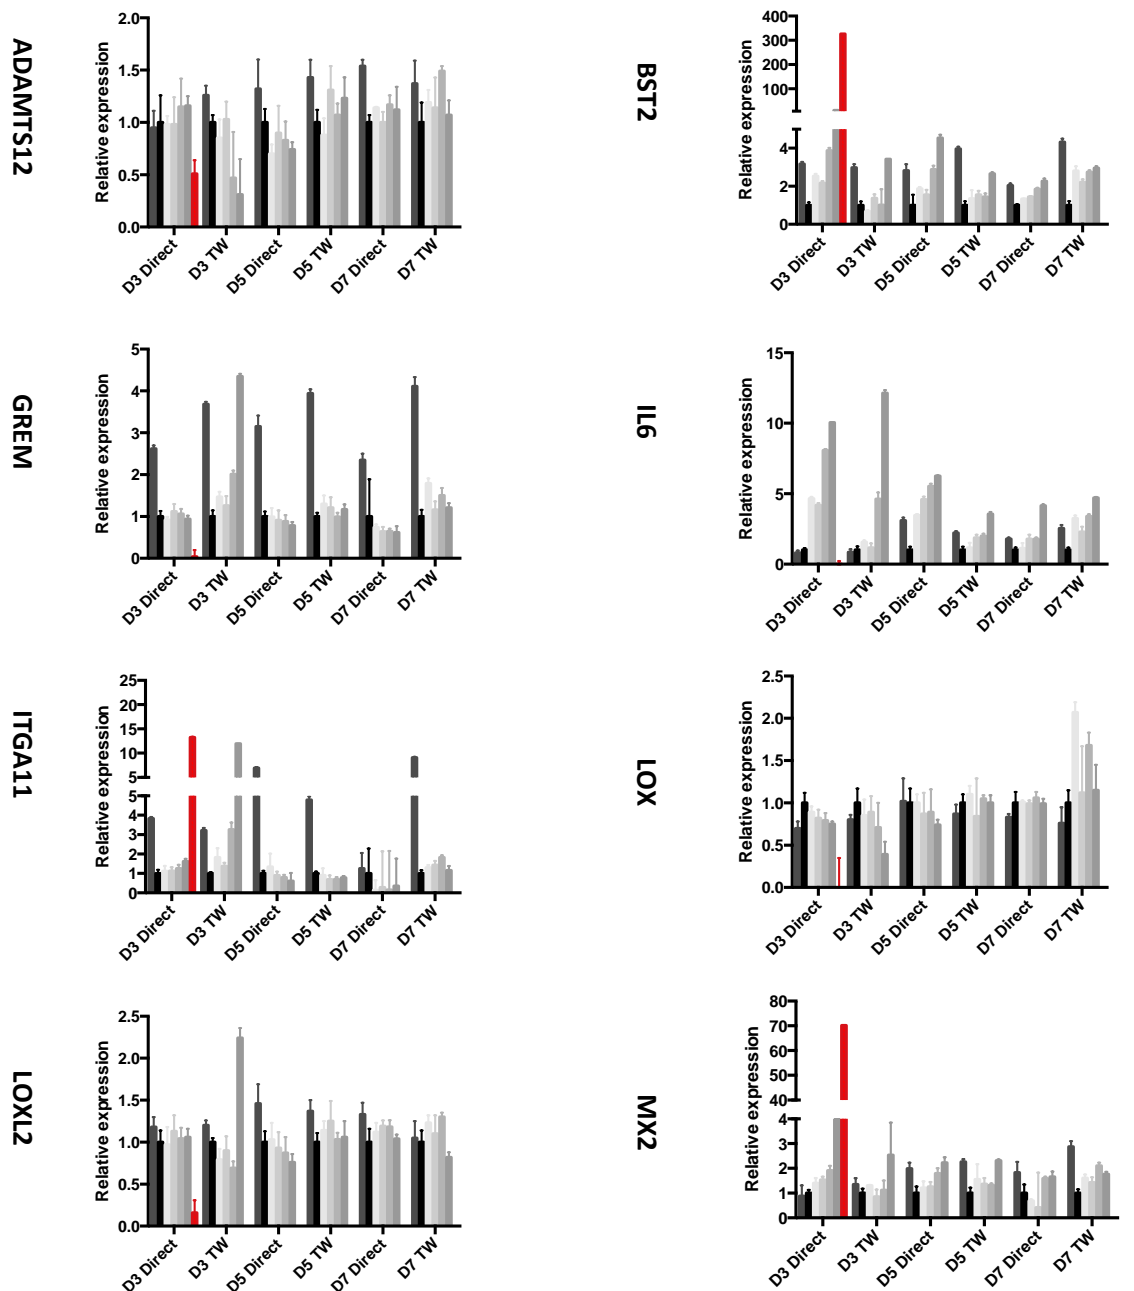 ADAMTS12
Relative expression
2.0
1.5
1.0
0.5
0.0
D3 Direct
D3 TW
D5 Direct
D5 TW
D7 Direct
D7 TW
BST2
Relative expression
400
300
200
100
4
2
0
D3 Direct
D3 TW
D5 Direct
D5 TW
D7 Direct
D7 TW
GREM
Relative expression
5
4
3
2
1
0
D3 Direct
D3 TW
D5 Direct
D5 TW
D7 Direct
D7 TW
IL6
Relative expression
15
10
5
0
D3 Direct
D3 TW
D5 Direct
D5 TW
D7 Direct
D7 TW
ITGA11
Relative expression
25
20
15
10
5
5
4
3
2
1
0
D3 Direct
D3 TW
D5 Direct
D5 TW
D7 Direct
D7 TW
LOX
Relative expression
2.5
2.0
1.5
1.0
0.5
0.0
D3 Direct
D3 TW
D5 Direct
D5 TW
D7 Direct
D7 TW
LOXL2
Relative expression
2.5
2.0
1.5
1.0
0.5
0.0
D3 Direct
D3 TW
D5 Direct
D5 TW
D7 Direct
D7 TW
MX2
Relative expression
80
70
60
50
40
4
3
2
1
0
D3 Direct
D3 TW
D5 Direct
D5 TW
D7 Direct
D7 TW